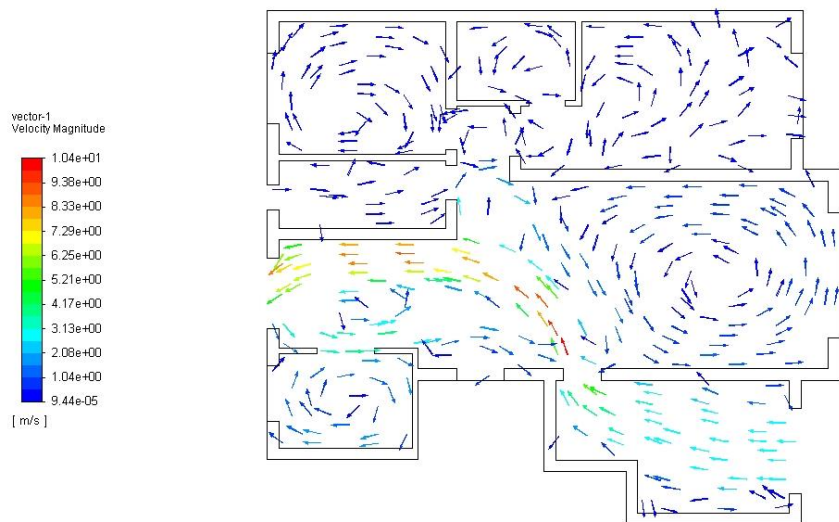 vector-1
Velocity Magnitude
1.04e+01
9.38e+00
8.33e+00
7.29e+00
6.25e+00
5.21e+00
4.17e+00
3.13e+00
2.08e+00
1.04e+00
9.44e-05
[ m/s ]